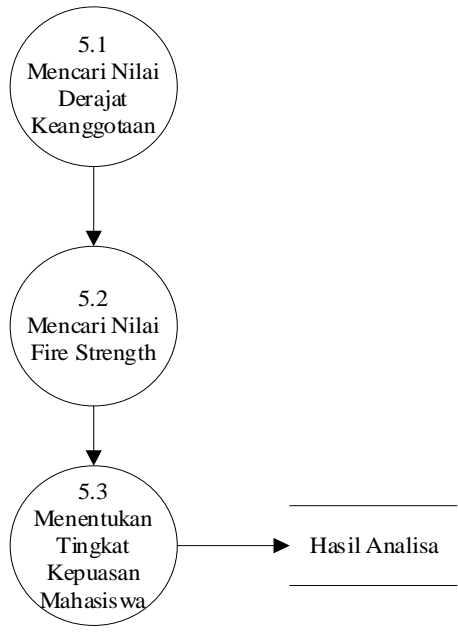 5.1
Mencari Nilai
Derajat
Keanggotaan
5.2
Mencari Nilai
Fire Strength
5.3
Menentukan
Tingkat
Kepuasan
Mahasiswa
Hasil Analisa